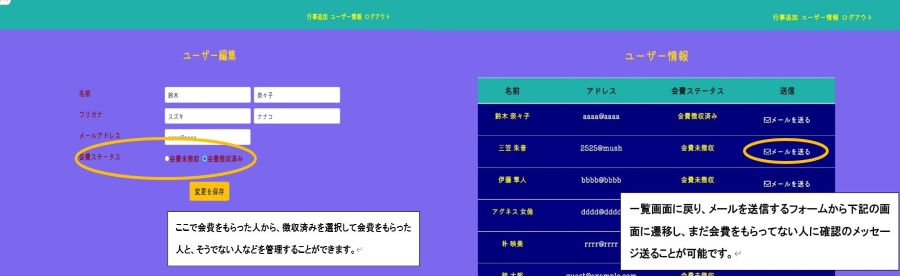 行事追加 ユーザー情報 ログアウト
ユーザー編集
名前 鈴木 奈々子
フリガナ スズキ ナナコ
メールアドレス aaaa@aaaa
会費ステータス 会費未徴収 会費徴収済み
変更を保存
ここで会費をもらった人から、徴収済みを選択して会費をもらった
人と、そうでない人などを管理することができます。
行事追加 ユーザー情報 ログアウト
ユーザー情報
名前 アドレス 会費ステータス 送信
鈴木 奈々子 aaaa@aaaa 会費徴収済み メールを送る
三笠 朱音 2525@mush 会費未徴収 メールを送る
伊藤 隼人 bbbb@bbbb 会費未徴収 メールを送る
アグネス 女倫 dddd@dddd
朴 映美 rrrr@rrrr
一覧画面に戻り、メールを送信するフォームから下記の画
面に遷移し、まだ会費をもらってない人に確認のメッセー
ジ送ることが可能です。